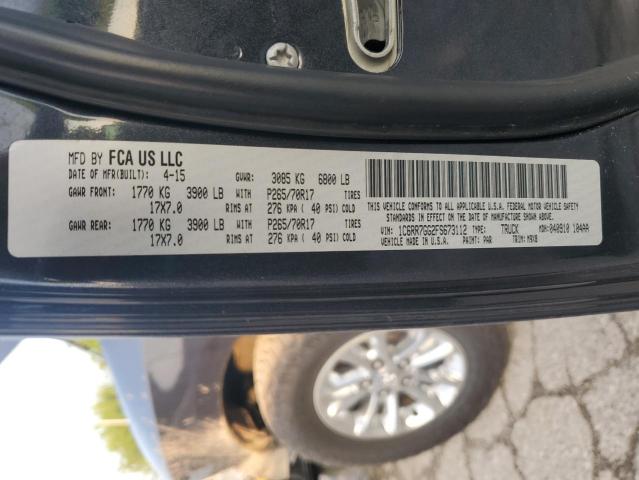 MFD BY FCA US LLC
DATE OF MFR(BUILT): 4-15 GVWR: 3085 KG 6800 LB
GAWR FRONT: 1770 KG 3900 LB WITH P265/70R17 TIRES
17X7.0 RIMS AT 276 KPA ( 40 PSI) COLD
GAWR REAR: 1770 KG 3900 LB WITH P265/70R17 TIRES
17X7.0 RIMS AT 276 KPA ( 40 PSI) COLD
THIS VEHICLE CONFORMS TO ALL APPLICABLE U.S.A. FEDERAL MOTOR VEHICLE SAFETY
STANDARDS IN EFFECT ON THE DATE OF MANUFACTURE SHOWN ABOVE.
VIN: 1C6RR7GG2FS673112 TYPE: TRUCK MDH: 040910 104AA
MADE IN U.S.A. PAINT: PAR TRIM: M9X8